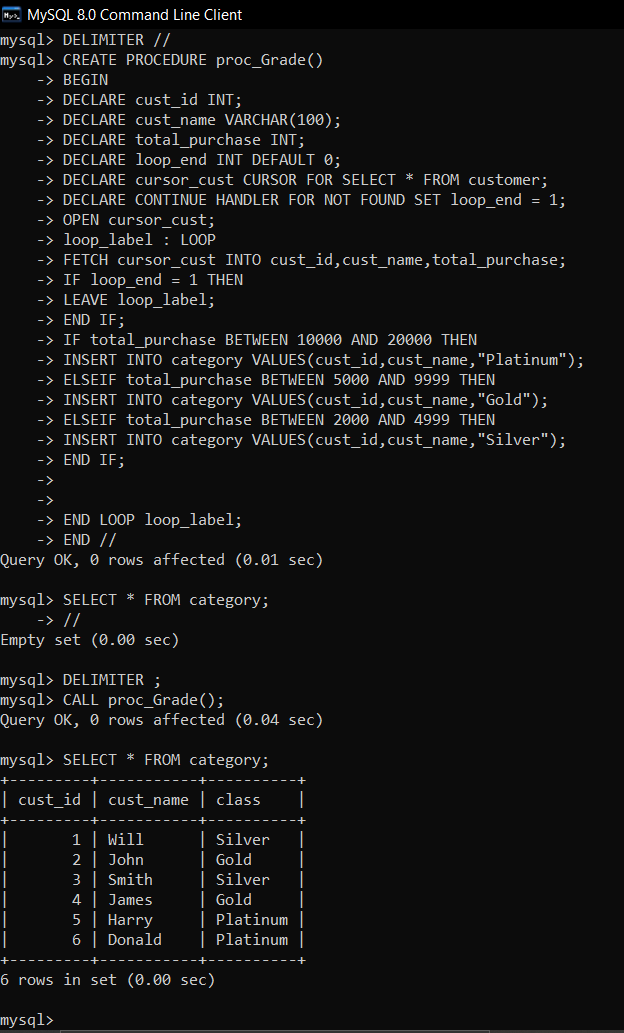 MySQL 8.0 Command Line Client
mysql> DELIMITER //
mysql> CREATE PROCEDURE proc_Grade()
    -> BEGIN
    -> DECLARE cust_id INT;
    -> DECLARE cust_name VARCHAR(100);
    -> DECLARE total_purchase INT;
    -> DECLARE loop_end INT DEFAULT 0;
    -> DECLARE cursor_cust CURSOR FOR SELECT * FROM customer;
    -> DECLARE CONTINUE HANDLER FOR NOT FOUND SET loop_end = 1;
    -> OPEN cursor_cust;
    -> loop_label : LOOP
    -> FETCH cursor_cust INTO cust_id,cust_name,total_purchase;
    -> IF loop_end = 1 THEN
    -> LEAVE loop_label;
    -> END IF;
    -> IF total_purchase BETWEEN 10000 AND 20000 THEN
    -> INSERT INTO category VALUES(cust_id,cust_name,"Platinum");
    -> ELSEIF total_purchase BETWEEN 5000 AND 9999 THEN
    -> INSERT INTO category VALUES(cust_id,cust_name,"Gold");
    -> ELSEIF total_purchase BETWEEN 2000 AND 4999 THEN
    -> INSERT INTO category VALUES(cust_id,cust_name,"Silver");
    -> END IF;
    ->
    ->
    -> END LOOP loop_label;
    -> END //
Query OK, 0 rows affected (0.01 sec)

mysql> SELECT * FROM category;
    -> //
Empty set (0.00 sec)

mysql> DELIMITER ;
mysql> CALL proc_Grade();
Query OK, 0 rows affected (0.04 sec)

mysql> SELECT * FROM category;
+---------+-----------+----------+
| cust_id | cust_name | class    |
+---------+-----------+----------+
|       1 | Will      | Silver   |
|       2 | John      | Gold     |
|       3 | Smith     | Silver   |
|       4 | James     | Gold     |
|       5 | Harry     | Platinum |
|       6 | Donald    | Platinum |
+---------+-----------+----------+
6 rows in set (0.00 sec)

mysql>